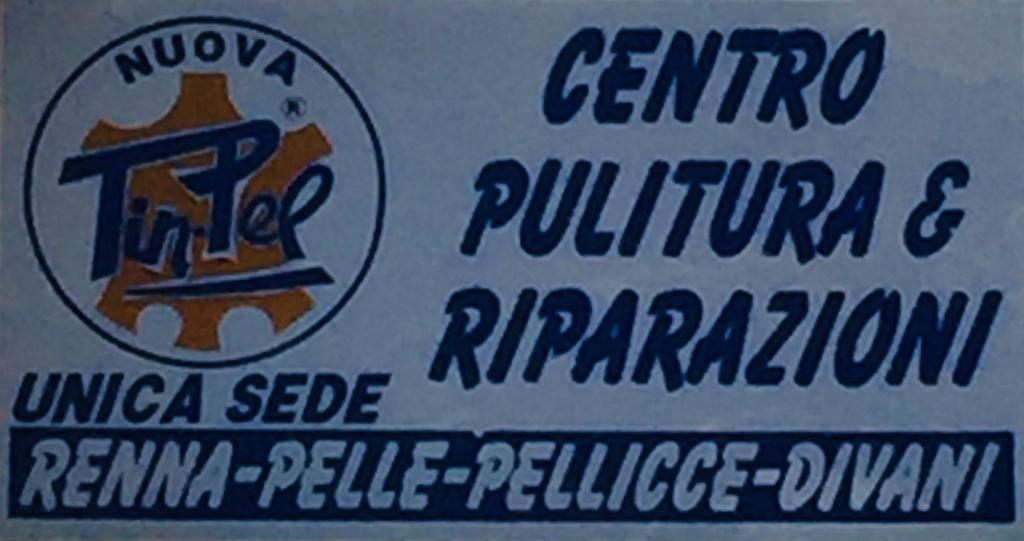 NUOVA
®
Tin.Pel
UNICA SEDE
CENTRO
PULITURA &
RIPARAZIONI
RENNA-PELLE-PELLICCE-DIVANI